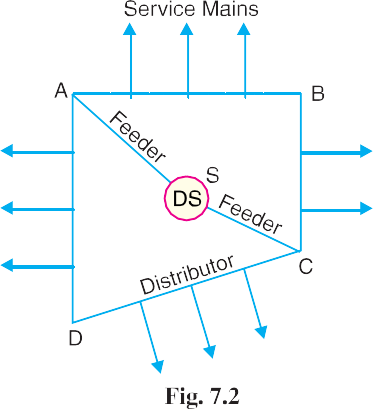 Service Mains
A
B
Feeder
S
DS
Feeder
Distributor
C
D
Fig. 7.2